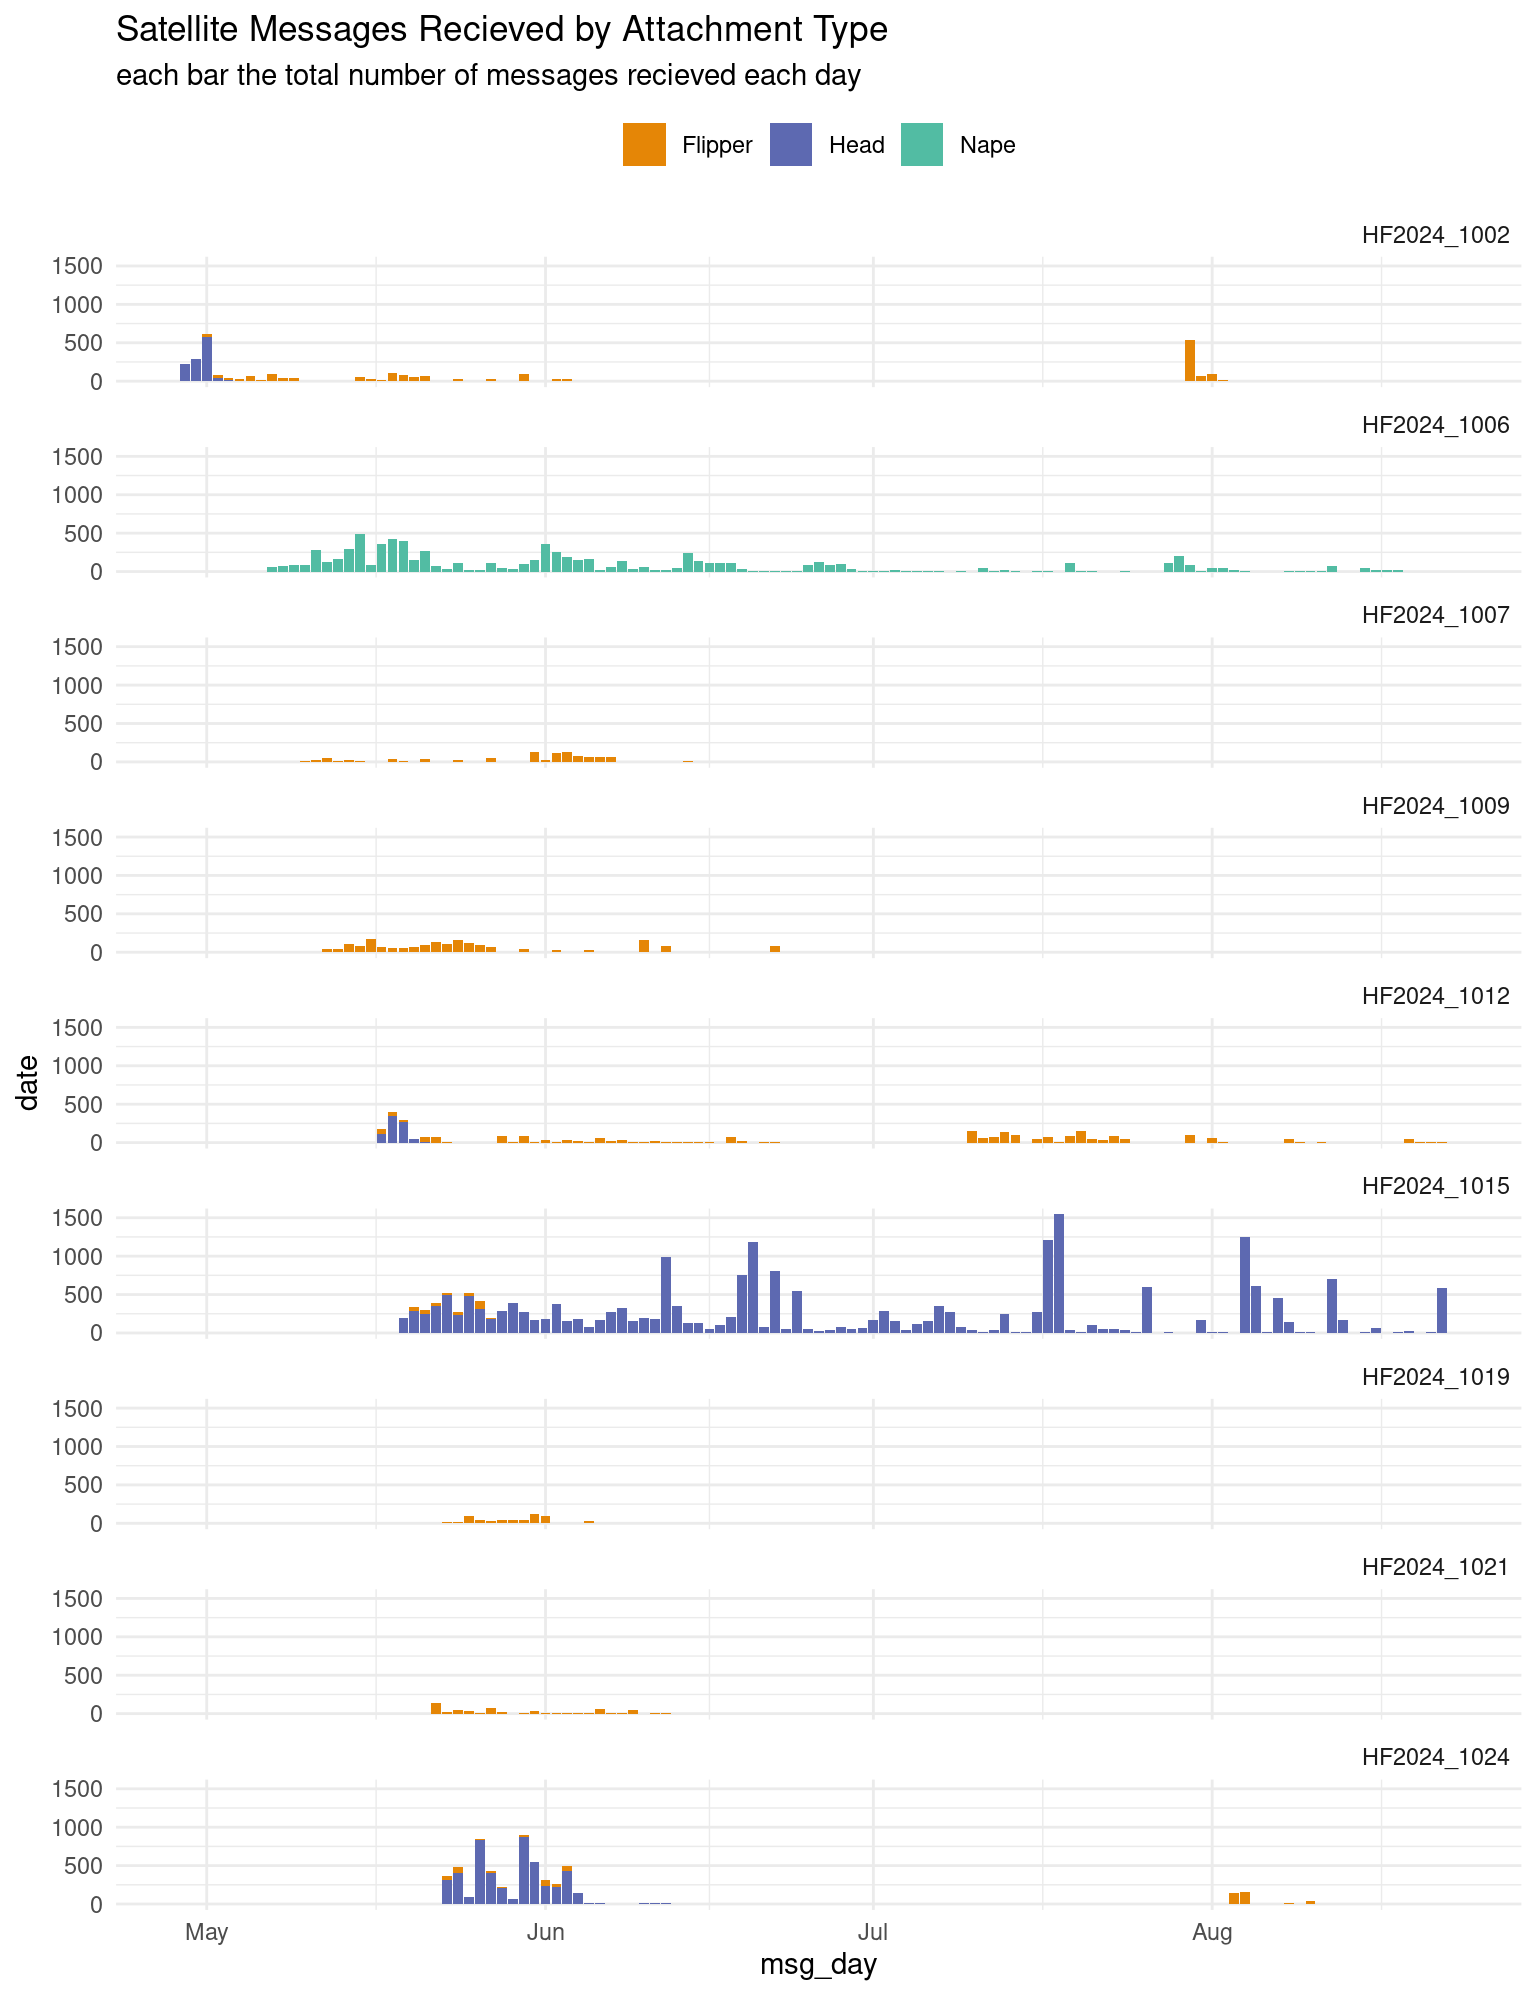 Satellite Messages Recieved by Attachment Type
each bar the total number of messages recieved each day
Flipper Head Nape
HF2024_1002
1500
1000
500
0
HF2024_1006
1500
1000
500
0
HF2024_1007
1500
1000
500
0
HF2024_1009
1500
1000
500
0
HF2024_1012
1500
1000
500
0
date
HF2024_1015
1500
1000
500
0
HF2024_1019
1500
1000
500
0
HF2024_1021
1500
1000
500
0
HF2024_1024
1500
1000
500
0
May Jun Jul Aug
msg_day